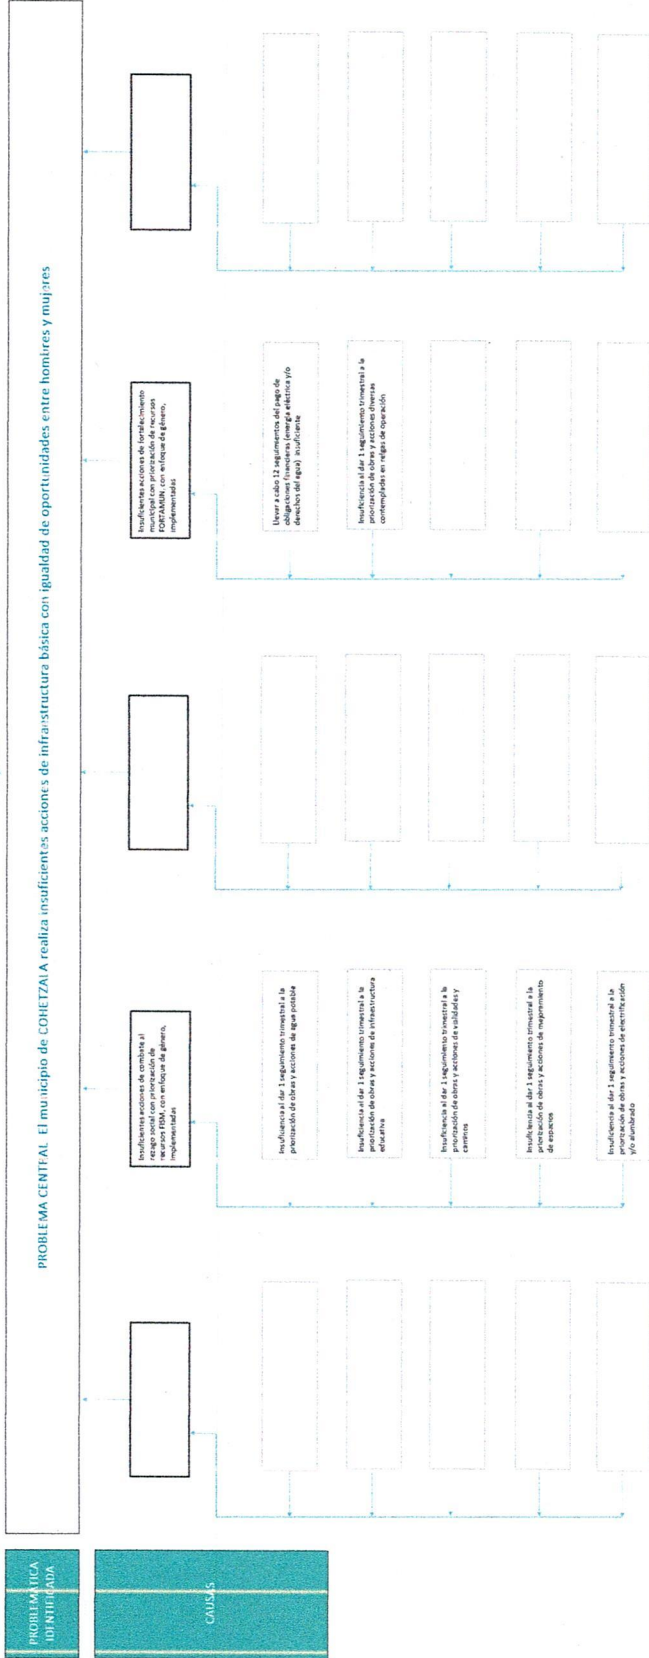 PROBLEMÁTICA
IDENTIFICADA
PROBLEMA CENTRAL El municipio de COHETZALA realiza insuficientes acciones de infraestructura básica con igualdad de oportunidades entre hombres y mujeres
CAUSAS
Insuficientes acciones de combate al
rezago social con priorización de
recursos FISM, con enfoque de género,
implementadas
Insuficiencia al dar 1 seguimiento trimestral a la
priorización de obras y acciones de agua potable
Insuficiencia al dar 1 seguimiento trimestral a la
priorización de obras y acciones de infraestructura
educativa
Insuficiencia al dar 1 seguimiento trimestral a la
priorización de obras y acciones de vialidades y
caminos
Insuficiencia al dar 1 seguimiento trimestral a la
priorización de obras y acciones de mejoramiento
de espacios
Insuficiencia al dar 1 seguimiento trimestral a la
priorización de obras y acciones de electrificación
y/o alumbrado
Insuficientes acciones de fortalecimiento
municipal con priorización de recursos
FORTAMUN, con enfoque de género,
implementadas
Llevar a cabo 12 seguimientos del pago de
obligaciones financieras (energía eléctrica y/o
derechos del agua) insuficiente
Insuficiencia al dar 1 seguimiento trimestral a la
priorización de obras y acciones diversas
contempladas en relgas de operación